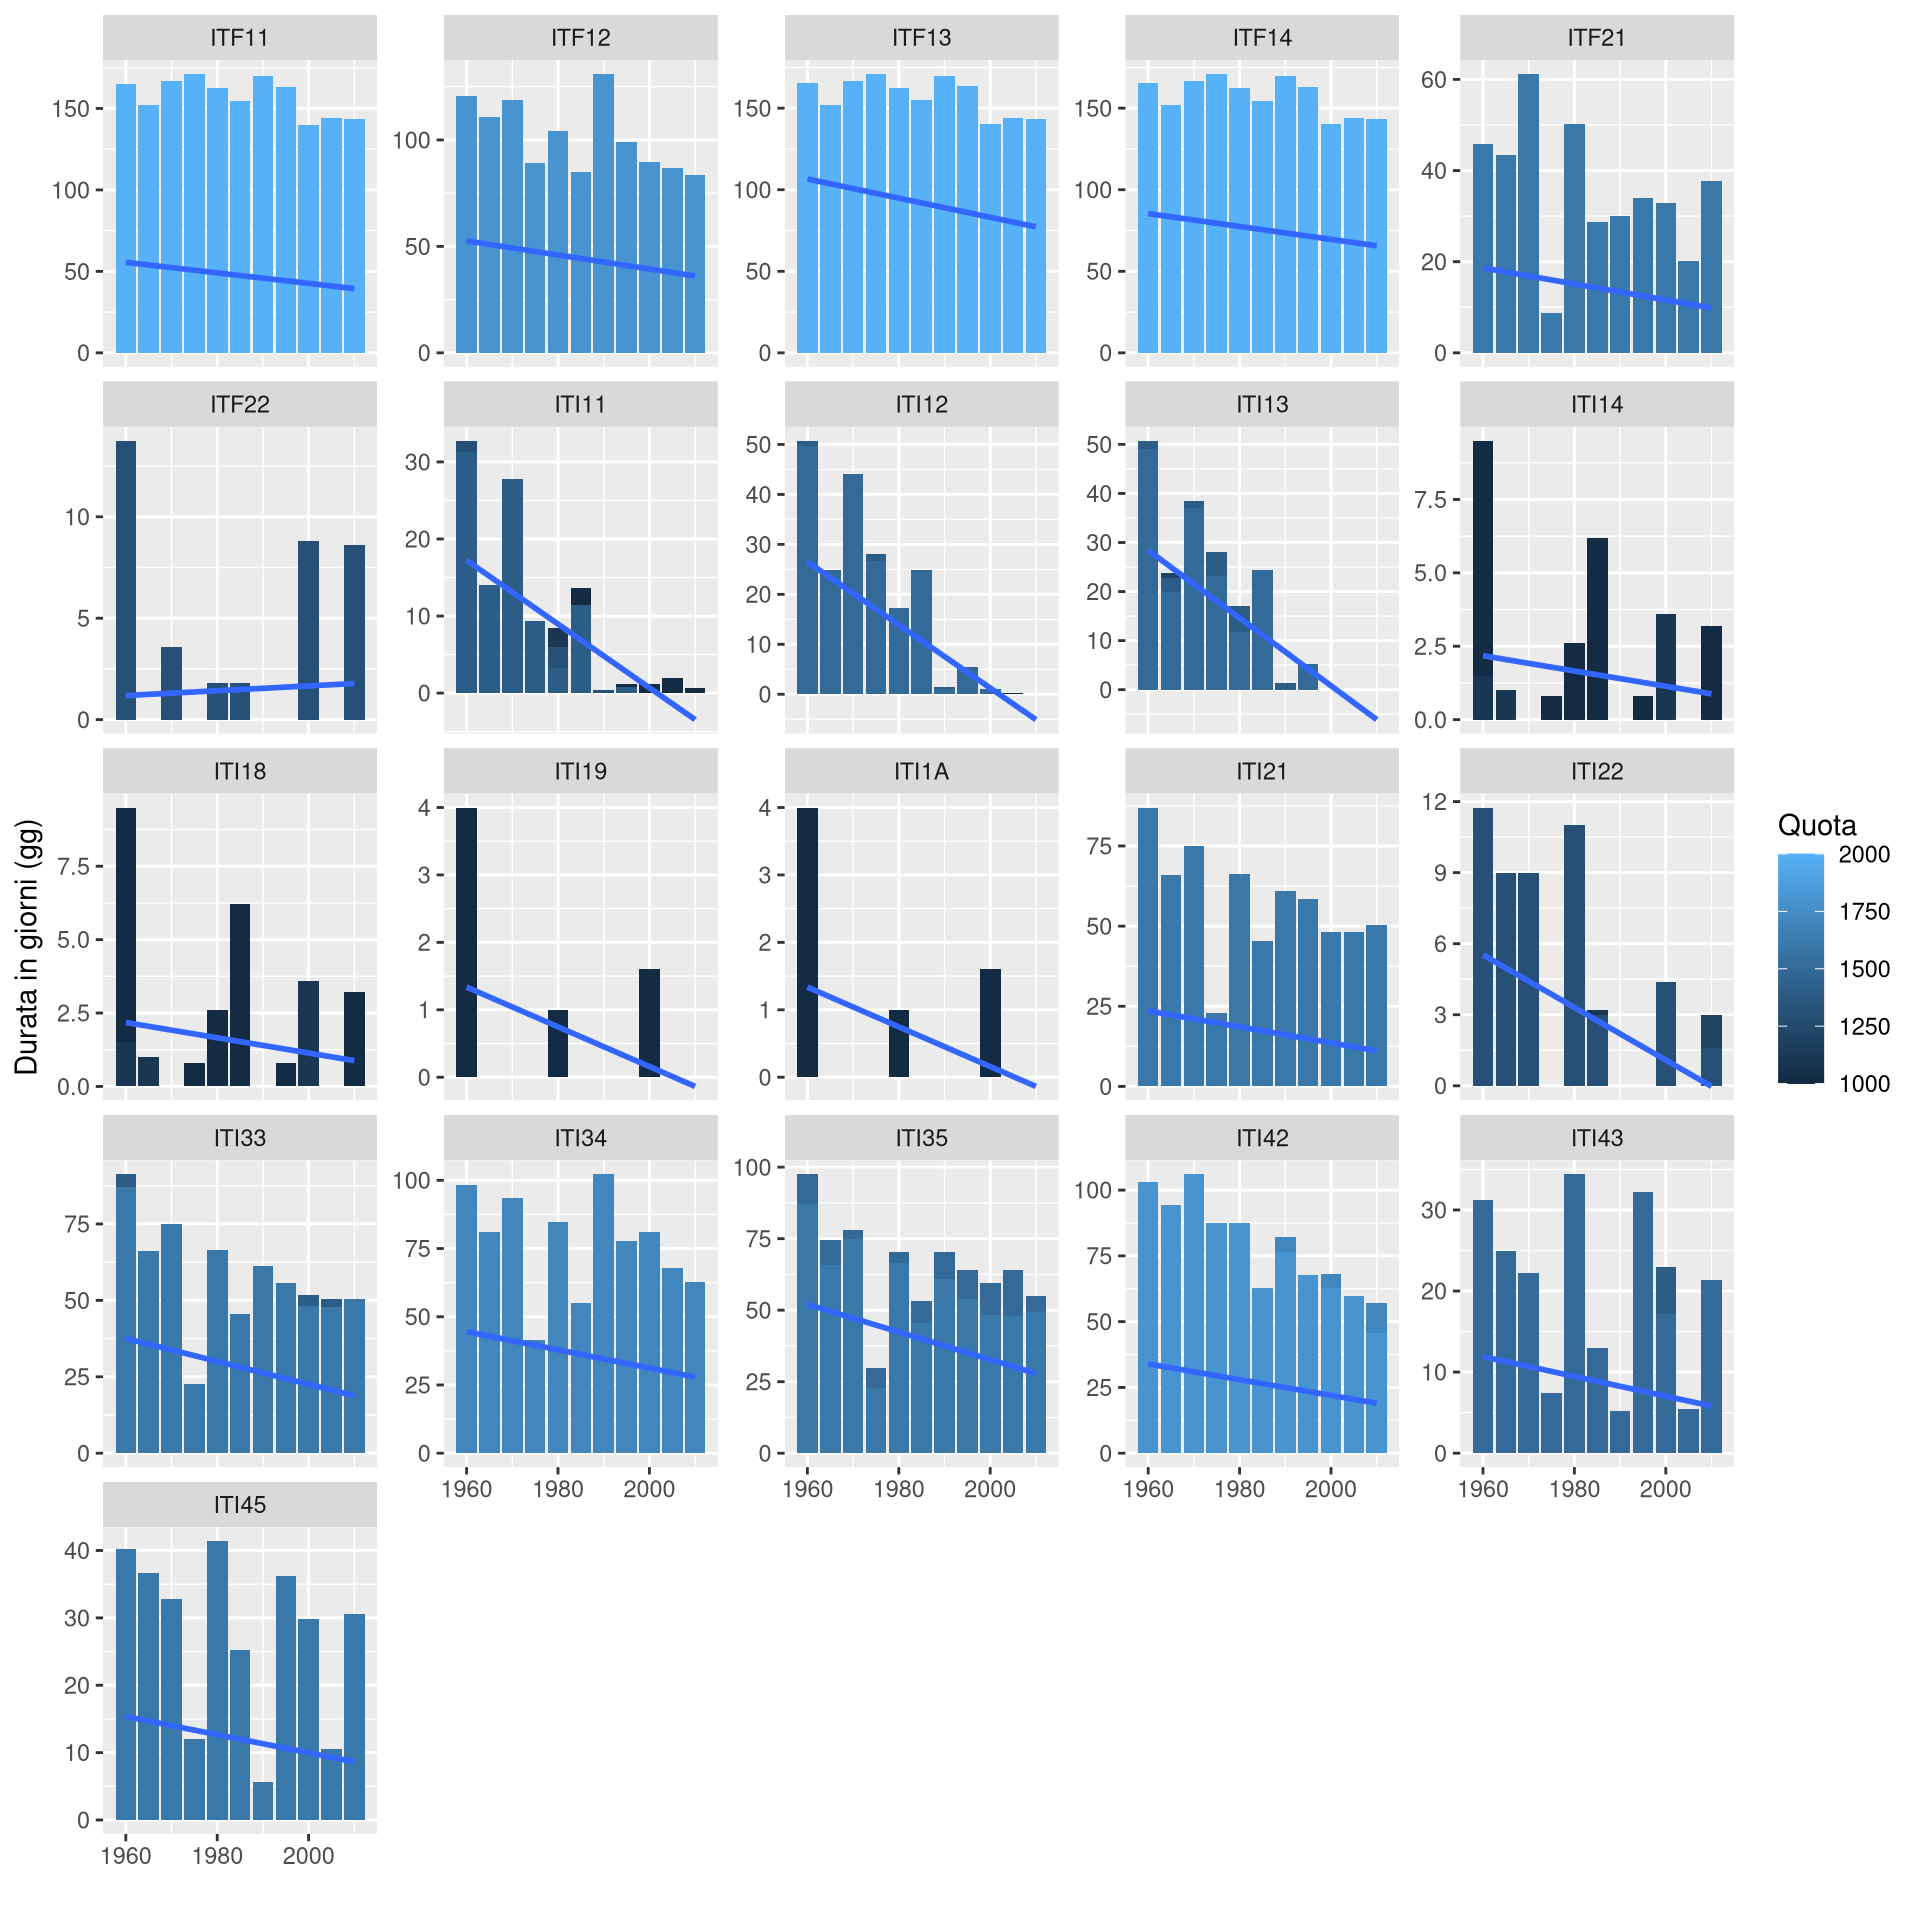 ITF11 ITF12 ITF13 ITF14 ITF21
150 100 50 0
100 50 0
150 100 50 0
150 100 50 0
60 40 20 0
ITF22 ITI11 ITI12 ITI13 ITI14
10 5 0
30 20 10 0
50 40 30 20 10 0
50 40 30 20 10 0
7.5 5.0 2.5 0.0
ITI18 ITI19 ITI1A ITI21 ITI22
7.5 5.0 2.5 0.0
4 3 2 1 0
4 3 2 1 0
75 50 25 0
12 9 6 3 0
Durata in giorni (gg)
Quota
2000
1750
1500
1250
1000
ITI33 ITI34 ITI35 ITI42 ITI43
75 50 25 0
100 75 50 25 0
100 75 50 25 0
100 75 50 25 0
30 20 10 0
1960 1980 2000 1960 1980 2000 1960 1980 2000 1960 1980 2000
ITI45
40 30 20 10 0
1960 1980 2000